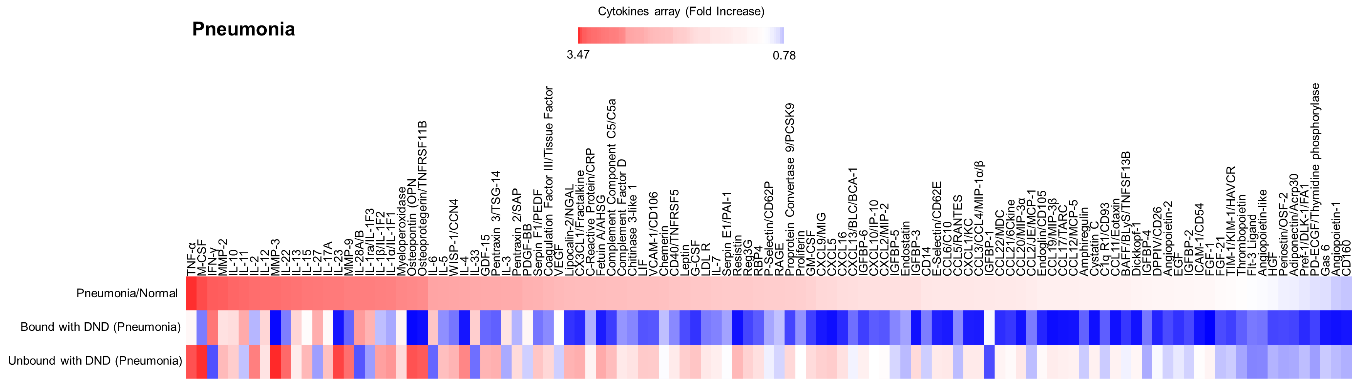 Pneumonia
Cytokines array (Fold Increase)
3.47
0.78
TNF-α
M-CSF
IFN-γ
MMP-2
IL-10
IL-11
IL-2
IL-12
MMP-3
IL-22
IL-13
IL-15
IL-27
IL-17A
IL-23
MMP-9
IL-28A/B
IL-1ra/IL-1F3
IL-1β/IL-1F2
IL-1α/IL-1F1
Myeloperoxidase
Osteopontin (OPN)
Osteoprotegerin/TNFRSF11B
IL-6
IL-5
WISP-1/CCN4
IL-4
IL-33
GDF-15
Pentraxin 3/TSG-14
IL-3
Pentraxin 2/SAP
PDGF-BB
Serpin F1/PEDF
Coagulation Factor III/Tissue Factor
VEGF
Lipocalin-2/NGAL
CX3CL1/Fractalkine
C-Reactive Protein/CRP
Fetuin A/AHSG
Complement Component C5/C5a
Complement Factor D
Chitinase 3-like 1
LIF
VCAM-1/CD106
Chemerin
CD40/TNFRSF5
Leptin
G-CSF
LDL R
IL-7
Serpin E1/PAI-1
Resistin
Reg3G
RBP4
P-Selectin/CD62P
RAGE
Proprotein Convertase 9/PCSK9
Proliferin
GM-CSF
CXCL9/MIG
CXCL5
CXCL16
CXCL13/BLC/BCA-1
IGFBP-6
CXCL10/IP-10
CXCL2/MIP-2
IGFBP-5
Endostatin
IGFBP-3
CD14
E-Selectin/CD62E
CCL6/C10
CCL5/RANTES
CXCL1/KC
CCL3/CCL4/MIP-1α/β
IGFBP-1
CCL22/MDC
CCL21/6Ckine
CCL20/MIP-3α
CCL2/JE/MCP-1
Endoglin/CD105
CCL19/MIP-3β
CCL17/TARC
CCL12/MCP-5
Amphiregulin
Cystatin C
C1q R1/CD93
CCL11/Eotaxin
BAFF/BLyS/TNFSF13B
Dickkopf-1
IGFBP-4
DPPIV/CD26
Angiopoietin-2
EGF
IGFBP-2
ICAM-1/CD54
FGF-1
FGF-21
TIM-1/KIM-1/HAVCR
Thrombopoietin
Flt-3 Ligand
Angiopoietin-like
HGF
Periostin/OSF-2
Adiponectin/Acrp30
Pref-1/DLK-1/FA1
PD-ECGF/Thymidine phosphorylase
Gas 6
Angiopoietin-1
CD160
Pneumonia/Normal
Bound with DND (Pneumonia)
Unbound with DND (Pneumonia)